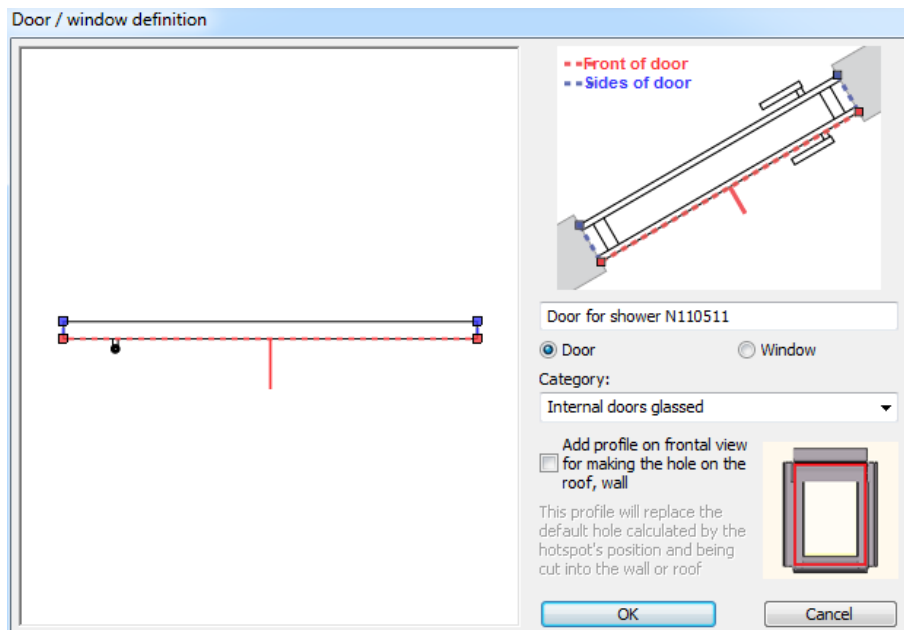 Door / window definition
Front of door
Sides of door
Door for shower N110511
Door
Window
Category:
Internal doors glassed
Add profile on frontal view
for making the hole on the
roof, wall
This profile will replace the
default hole calculated by the
hotspot's position and being
cut into the wall or roof
OK
Cancel